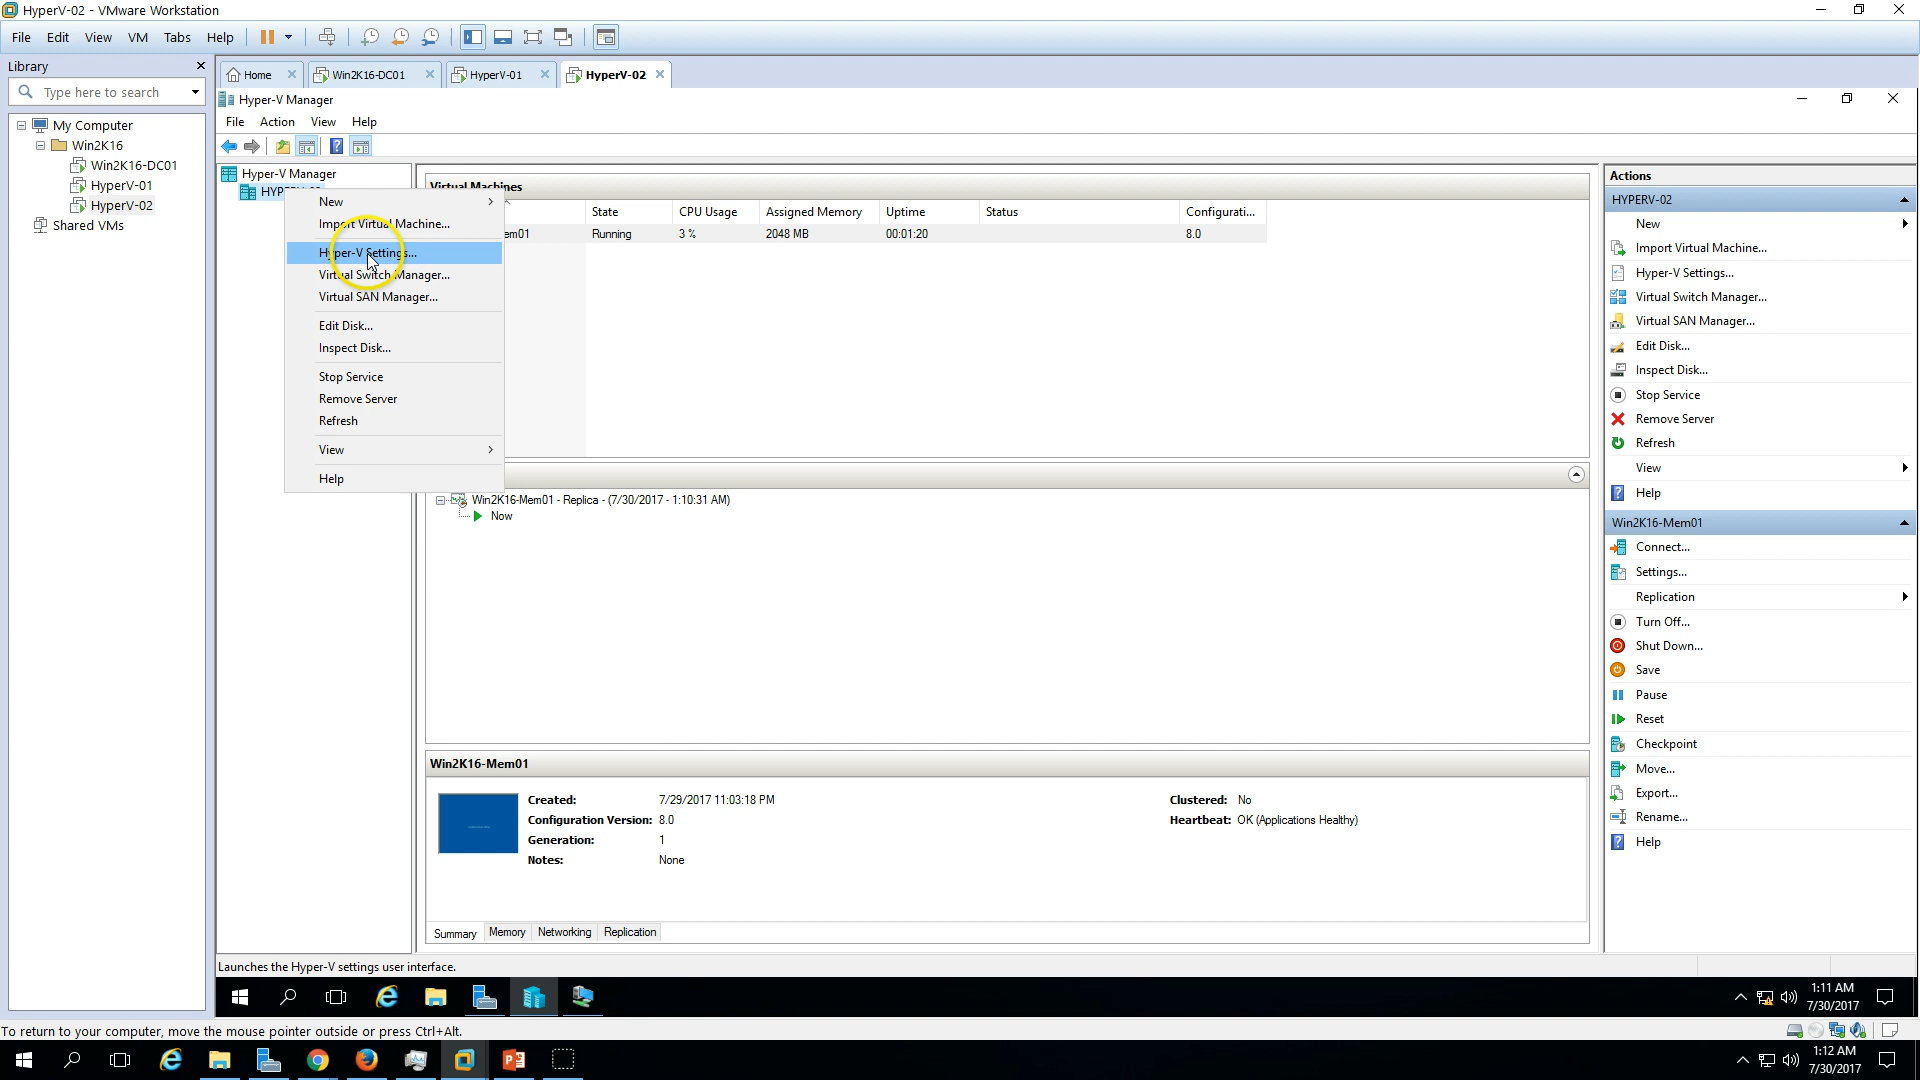 HyperV-02 - VMware Workstation
File Edit View VM Tabs Help
Library
Type here to search
My Computer
Win2K16
Win2K16-DC01
HyperV-01
HyperV-02
Shared VMs
Home Win2K16-DC01 HyperV-01 HyperV-02
Hyper-V Manager
File Action View Help
Hyper-V Manager
New
Import Virtual Machine...
Hyper-V Settings...
Virtual Switch Manager...
Virtual SAN Manager...
Edit Disk...
Inspect Disk...
Stop Service
Remove Server
Refresh
View
Help
Virtual Machines
State CPU Usage Assigned Memory Uptime Status Configurati...
em01 Running 3 % 2048 MB 00:01:20 8.0
Win2K16-Mem01 - Replica - (7/30/2017 - 1:10:31 AM)
Now
Win2K16-Mem01
Created: 7/29/2017 11:03:18 PM Clustered: No
Configuration Version: 8.0 Heartbeat: OK (Applications Healthy)
Generation: 1
Notes: None
Summary Memory Networking Replication
Actions
HYPERV-02
New
Import Virtual Machine...
Hyper-V Settings...
Virtual Switch Manager...
Virtual SAN Manager...
Edit Disk...
Inspect Disk...
Stop Service
Remove Server
Refresh
View
Help
Win2K16-Mem01
Connect...
Settings...
Replication
Turn Off...
Shut Down...
Save
Pause
Reset
Checkpoint
Move...
Export...
Rename...
Help
Launches the Hyper-V settings user interface.
1:11 AM
7/30/2017
To return to your computer, move the mouse pointer outside or press Ctrl+Alt.
1:12 AM
7/30/2017